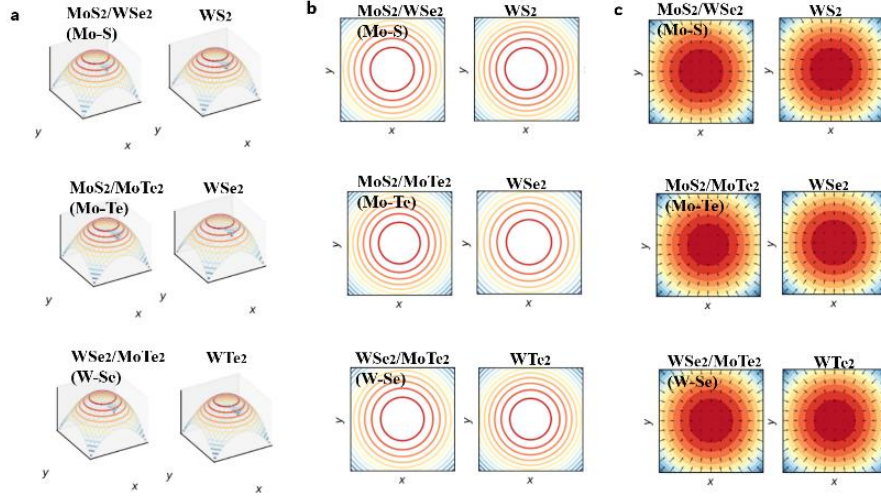 a
MoS2/WSe2
(Mo-S)
WS2
y
x
y
x
MoS2/MoTe2
(Mo-Te)
WSe2
y
x
y
x
WSe2/MoTe2
(W-Se)
WTe2
y
x
y
x
b
MoS2/WSe2
(Mo-S)
WS2
y
x
y
x
MoS2/MoTe2
(Mo-Te)
WSe2
y
x
y
x
WSe2/MoTe2
(W-Se)
WTe2
y
x
y
x
c
MoS2/WSe2
(Mo-S)
WS2
y
x
y
x
MoS2/MoTe2
(Mo-Te)
WSe2
y
x
y
x
WSe2/MoTe2
(W-Se)
WTe2
y
x
y
x